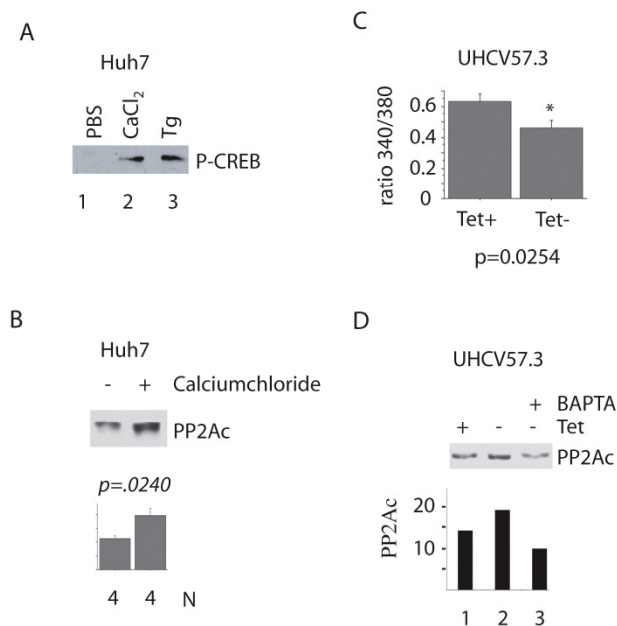 A
Huh7
PBS
CaCl₂
Tg
P-CREB
1 2 3
B
Huh7
- + Calciumchloride
PP2Ac
p=.0240
4 4 N
C
UHCV57.3
ratio 340/380
0.6
0.4
0.2
0
*
Tet+ Tet-
p=0.0254
D
UHCV57.3
+ BAPTA
+ - - Tet
PP2Ac
PP2Ac
20
10
1 2 3